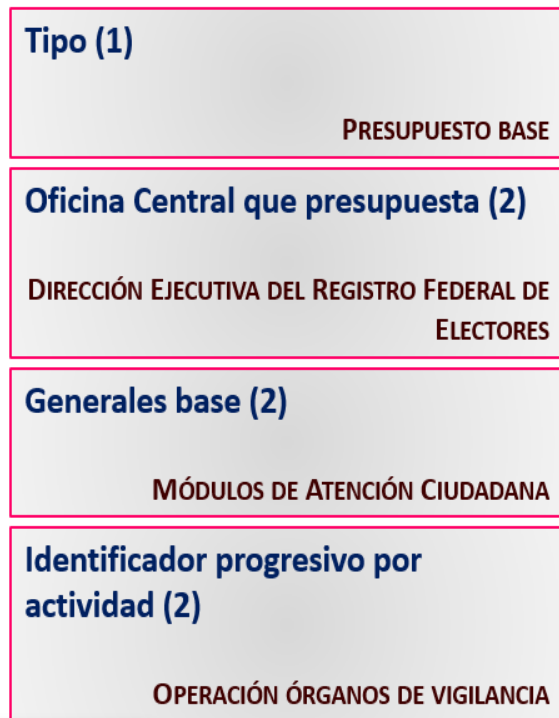 Tipo (1)
PRESUPUESTO BASE
Oficina Central que presupuesta (2)
DIRECCIÓN EJECUTIVA DEL REGISTRO FEDERAL DE
ELECTORES
Generales base (2)
MÓDULOS DE ATENCIÓN CIUDADANA
Identificador progresivo por
actividad (2)
OPERACIÓN ÓRGANOS DE VIGILANCIA